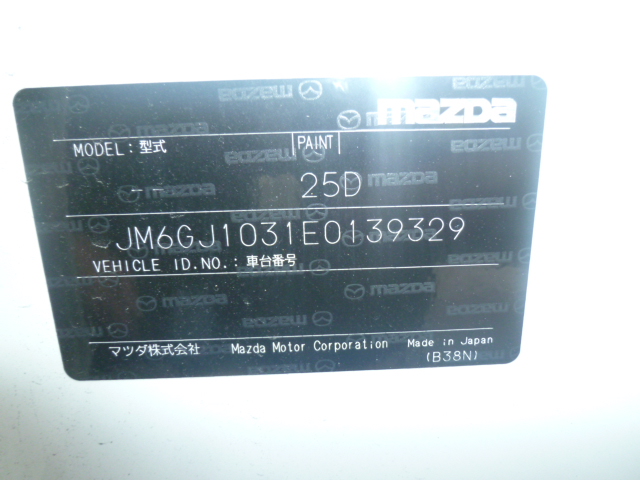 mazda
MODEL:型式 PAINT
-- 25D
JM6GJ1031E0139329
VEHICLE ID.NO.:車台番号
マツダ株式会社 Mazda Motor Corporation Made in Japan
(B38N)